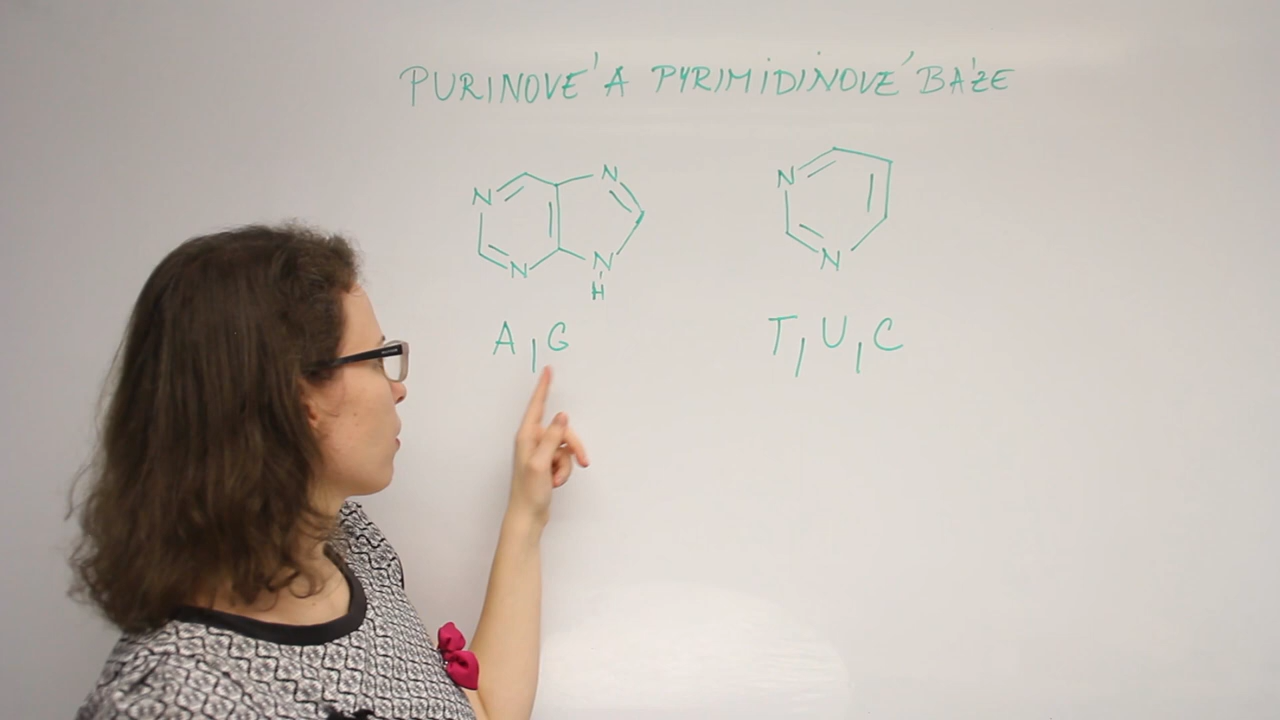 PURINOVÉ A PYRIMIDINOVÉ BÁZE
N N N
N N
H N
A, G T, U, C